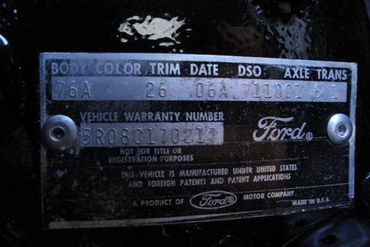 BODY COLOR TRIM DATE DSO AXLE TRANS
76A 26 06A 711001 6 1
VEHICLE WARRANTY NUMBER
5R08C170211 Ford®
NOT FOR TITLE OR
REGISTRATION PURPOSES
THIS VEHICLE IS MANUFACTURED UNDER UNITED STATES
AND FOREIGN PATENTS AND PATENT APPLICATIONS
A PRODUCT OF Ford MOTOR COMPANY
MADE IN U.S.A.